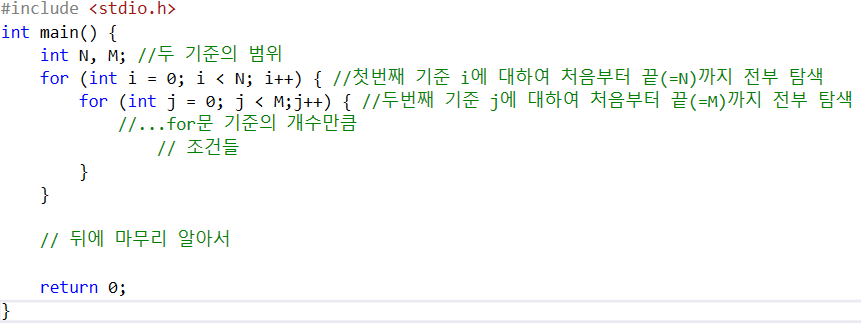 #include <stdio.h>
int main() {
    int N, M; //두 기준의 범위
    for (int i = 0; i < N; i++) { //첫번째 기준 i에 대하여 처음부터 끝(=N)까지 전부 탐색
        for (int j = 0; j < M;j++) { //두번째 기준 j에 대하여 처음부터 끝(=M)까지 전부 탐색
            //...for문 기준의 개수만큼
                // 조건들
        }
    }
    // 뒤에 마무리 알아서
    return 0;
}